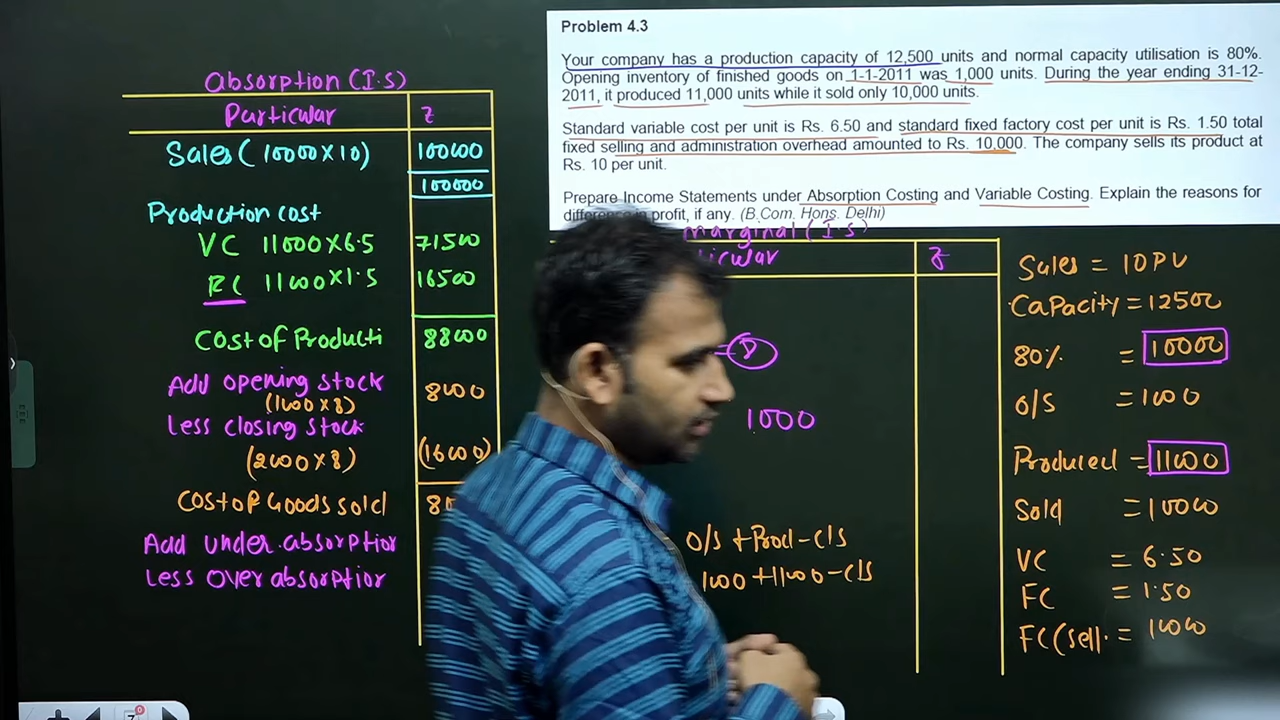 Problem 4.3
Your company has a production capacity of 12,500 units and normal capacity utilisation is 80%.
Opening inventory of finished goods on 1-1-2011 was 1,000 units. During the year ending 31-12-
2011, it produced 11,000 units while it sold only 10,000 units.
Standard variable cost per unit is Rs. 6.50 and standard fixed factory cost per unit is Rs. 1.50 total
fixed selling and administration overhead amounted to Rs. 10,000. The company sells its product at
Rs. 10 per unit.
Prepare Income Statements under Absorption Costing and Variable Costing. Explain the reasons for
profit, if any. (B.Com. Hons. Delhi)
absorption (I.S)
Particular ₹
Sales (10000×10) 100000
100000
Production cost
VC 11000×6.5 71500
FC 11000×1.5 16500
Cost of Producti 88000
Add opening stock 8000
(1000×8)
Less closing stock
(2000×8) (16000)
Cost of Goods sold 80
Add under.absorption
Less over absorption
marginal (I.S)
ticular ₹
= 8
1000
O/S + Prod - C/S
1000 + 11000 - C/S
Sales = 10 PU
Capacity = 12500
80% = 10000
O/S = 1000
Produced = 11000
Sold = 10000
VC = 6.50
FC = 1.50
FC (sell. = 10000